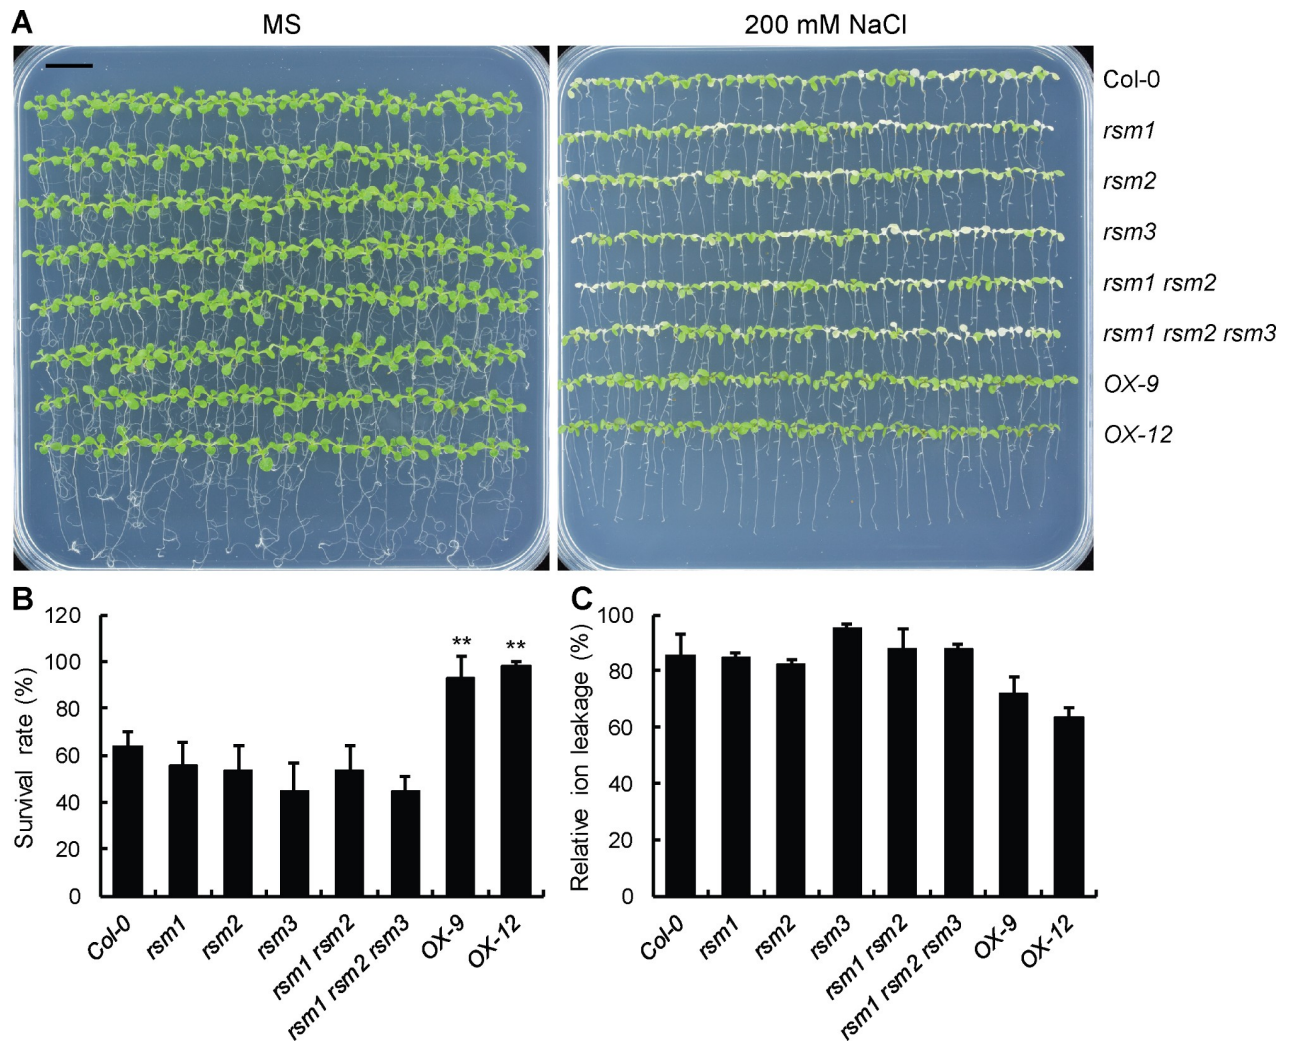 A
MS
200 mM NaCl
Col-0
rsm1
rsm2
rsm3
rsm1 rsm2
rsm1 rsm2 rsm3
OX-9
OX-12
B
Survival rate (%)
120
100
80
60
40
20
0
**
**
Col-0
rsm1
rsm2
rsm3
rsm1 rsm2
rsm1 rsm2 rsm3
OX-9
OX-12
C
Relative ion leakage (%)
100
80
60
40
20
0
Col-0
rsm1
rsm2
rsm3
rsm1 rsm2
rsm1 rsm2 rsm3
OX-9
OX-12